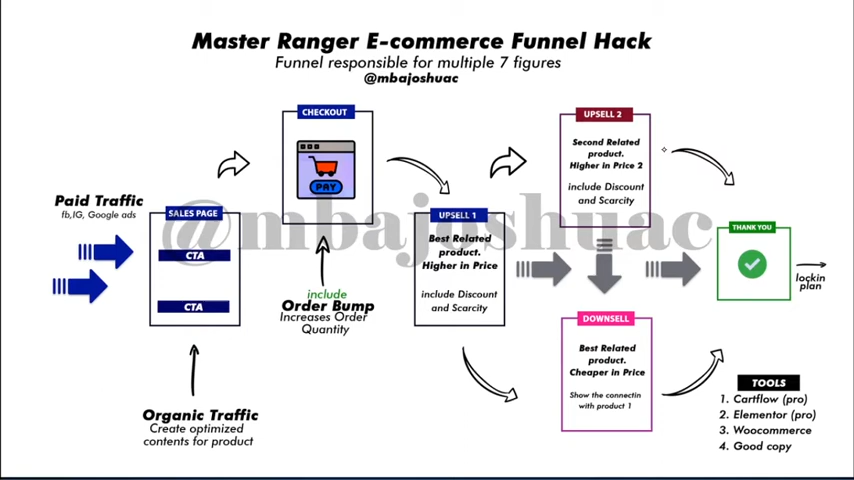 Master Ranger E-commerce Funnel Hack
Funnel responsible for multiple 7 figures
@mbajoshuac
Paid Traffic
fb,IG, Google ads
SALES PAGE
CTA
CTA
Organic Traffic
Create optimized
contents for product
CHECKOUT
PAY
include
Order Bump
Increases Order
Quantity
UPSELL 1
Best Related
product.
Higher in Price
include Discount
and Scarcity
UPSELL 2
Second Related
product.
Higher in Price 2
include Discount
and Scarcity
DOWNSELL
Best Related
product.
Cheaper in Price
Show the connectin
with product 1
THANK YOU
lockin
plan
TOOLS
1. Cartflow (pro)
2. Elementor (pro)
3. Woocommerce
4. Good copy
@mbajoshuac